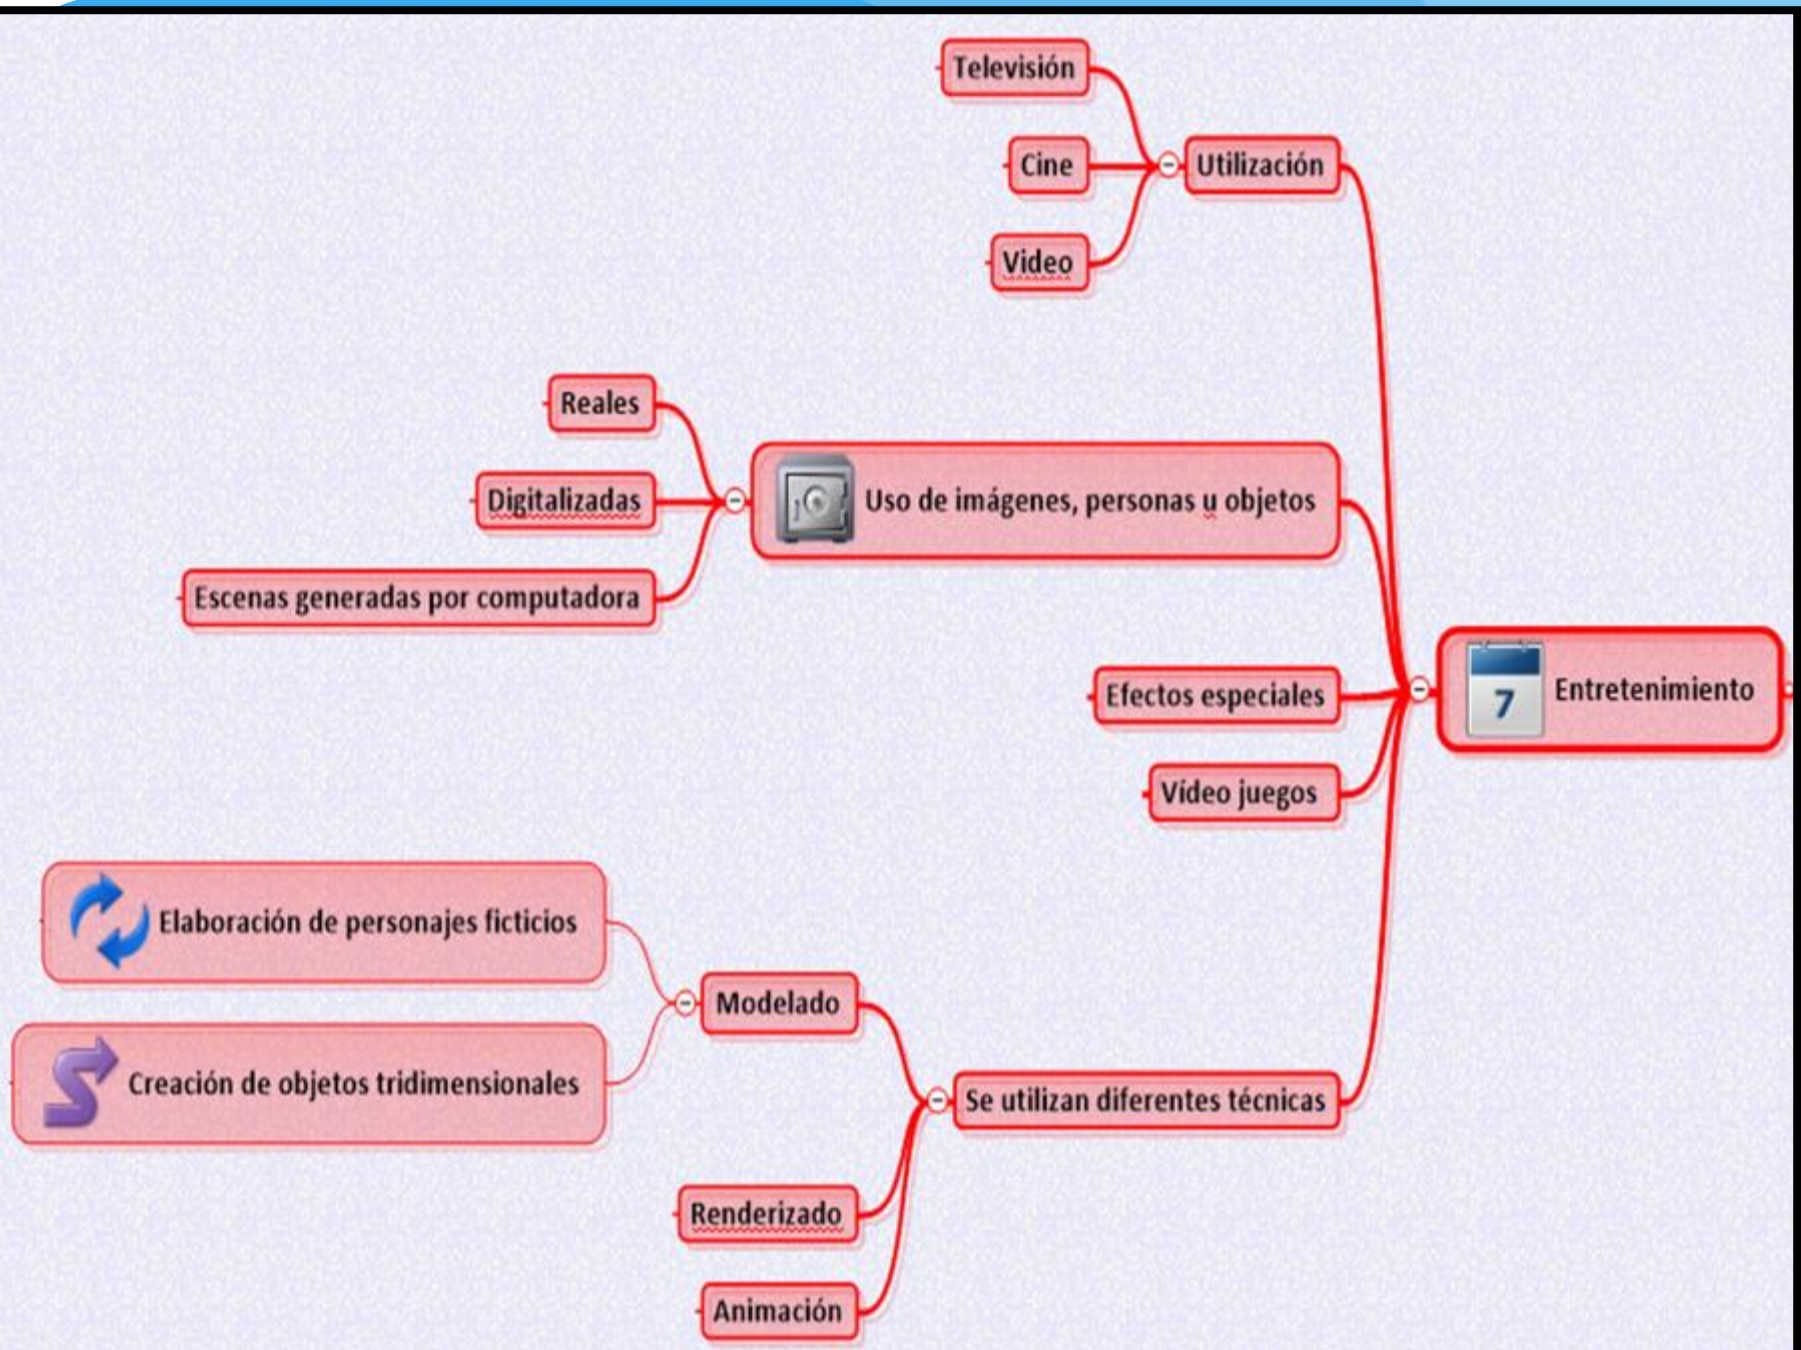 Televisión
Cine
Utilización
Video
Reales
Digitalizadas
Uso de imágenes, personas u objetos
Escenas generadas por computadora
Efectos especiales
7
Entretenimiento
Vídeo juegos
Elaboración de personajes ficticios
Modelado
Creación de objetos tridimensionales
Se utilizan diferentes técnicas
Renderizado
Animación